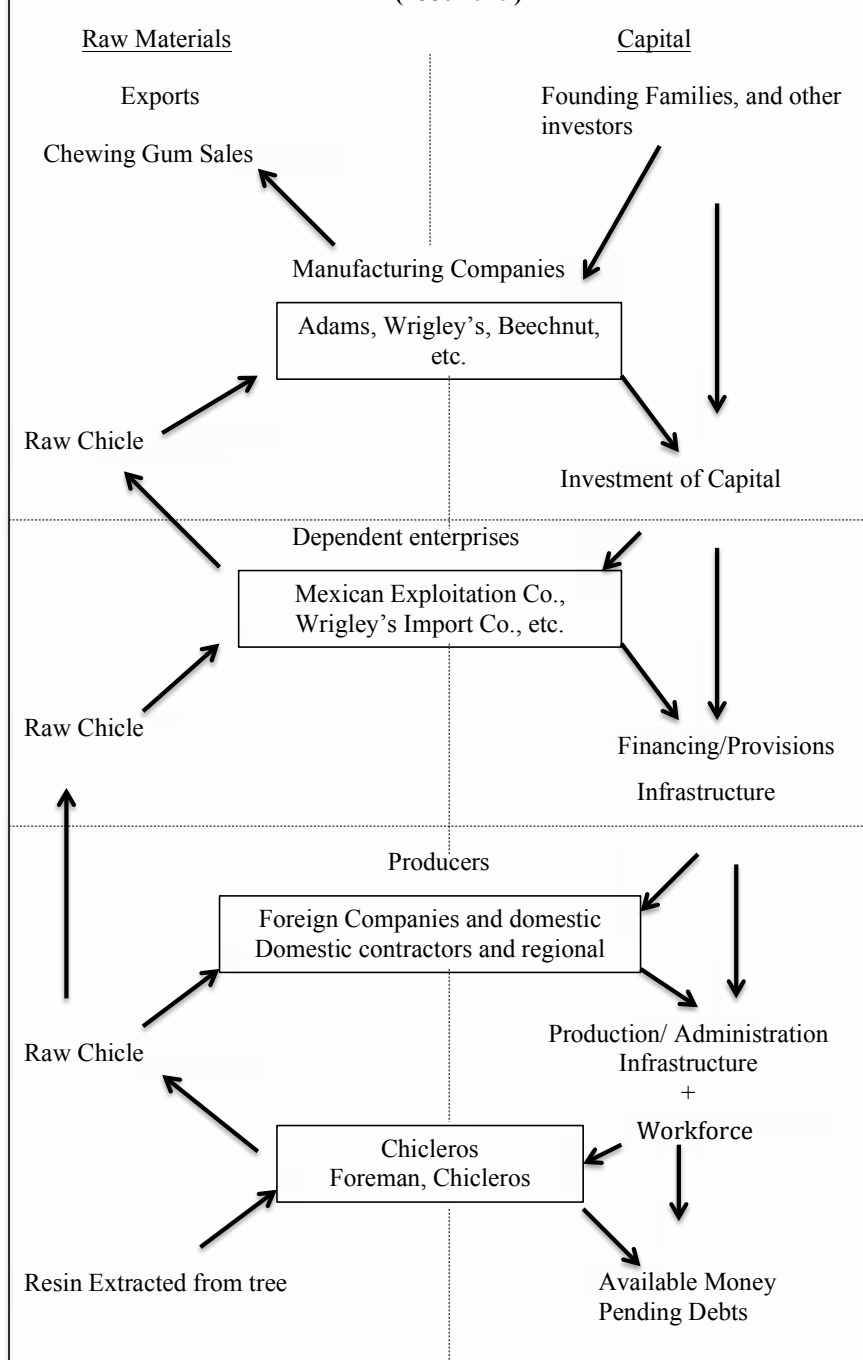 Raw Materials
Capital
Exports
Founding Families, and other
investors
Chewing Gum Sales
Manufacturing Companies
Adams, Wrigley’s, Beechnut,
etc.
Raw Chicle
Investment of Capital
Dependent enterprises
Mexican Exploitation Co.,
Wrigley’s Import Co., etc.
Raw Chicle
Financing/Provisions
Infrastructure
Producers
Foreign Companies and domestic
Domestic contractors and regional
Raw Chicle
Production/ Administration
Infrastructure
+
Workforce
Chicleros
Foreman, Chicleros
Resin Extracted from tree
Available Money
Pending Debts